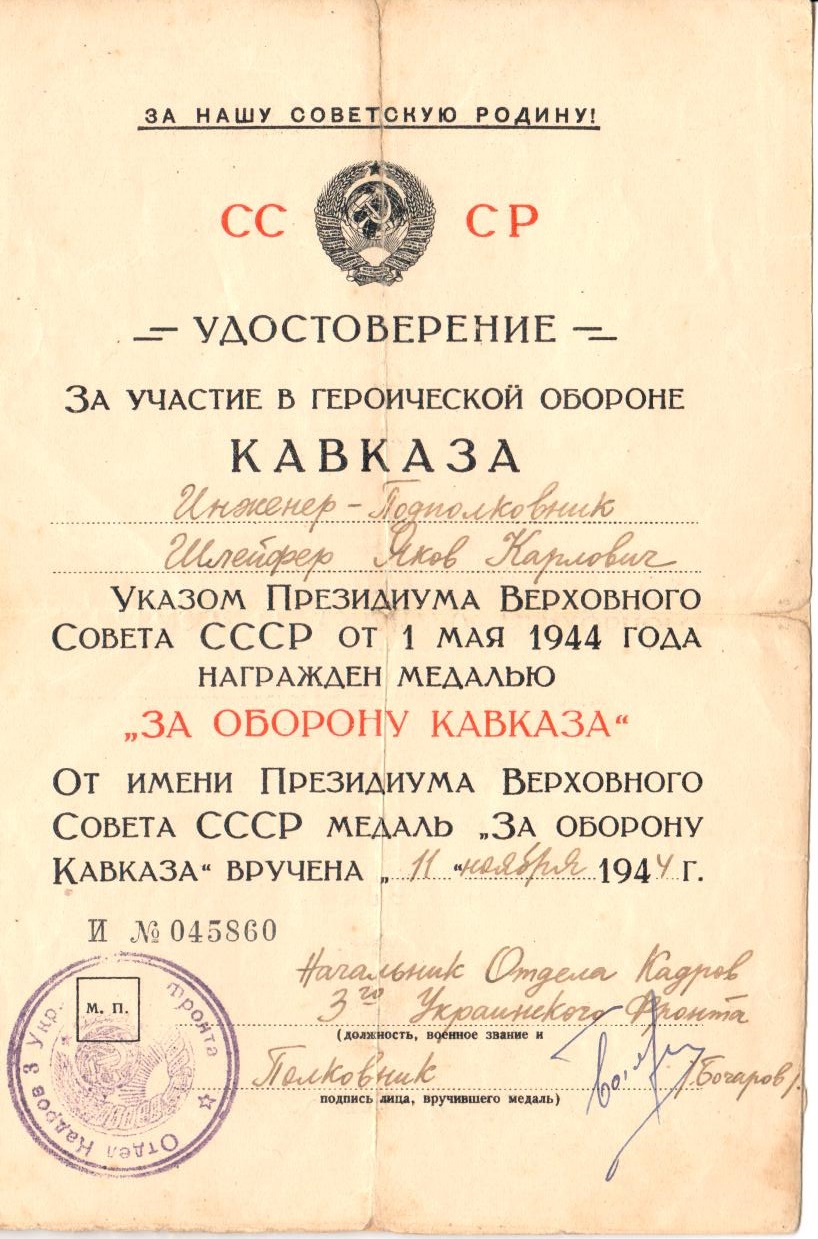 ЗА НАШУ СОВЕТСКУЮ РОДИНУ!
СС СР
УДОСТОВЕРЕНИЕ
ЗА УЧАСТИЕ В ГЕРОИЧЕСКОЙ ОБОРОНЕ
КАВКАЗА
Инженер-Подполковник
Шлейфер Яков Карлович
УКАЗОМ ПРЕЗИДИУМА ВЕРХОВНОГО
СОВЕТА СССР ОТ 1 МАЯ 1944 ГОДА
НАГРАЖДЕН МЕДАЛЬЮ
„ЗА ОБОРОНУ КАВКАЗА“
ОТ ИМЕНИ ПРЕЗИДИУМА ВЕРХОВНОГО
СОВЕТА СССР МЕДАЛЬ „ЗА ОБОРОНУ
КАВКАЗА“ ВРУЧЕНА „11“ ноября 1944 Г.
И № 045860
Начальник Отдела Кадров
М. П.
3го Украинского Фронта
(должность, военное звание и
Полковник /Бочаров/.
подпись лица, вручившего медаль)
Отдел Кадров 3 Укр. Фронта